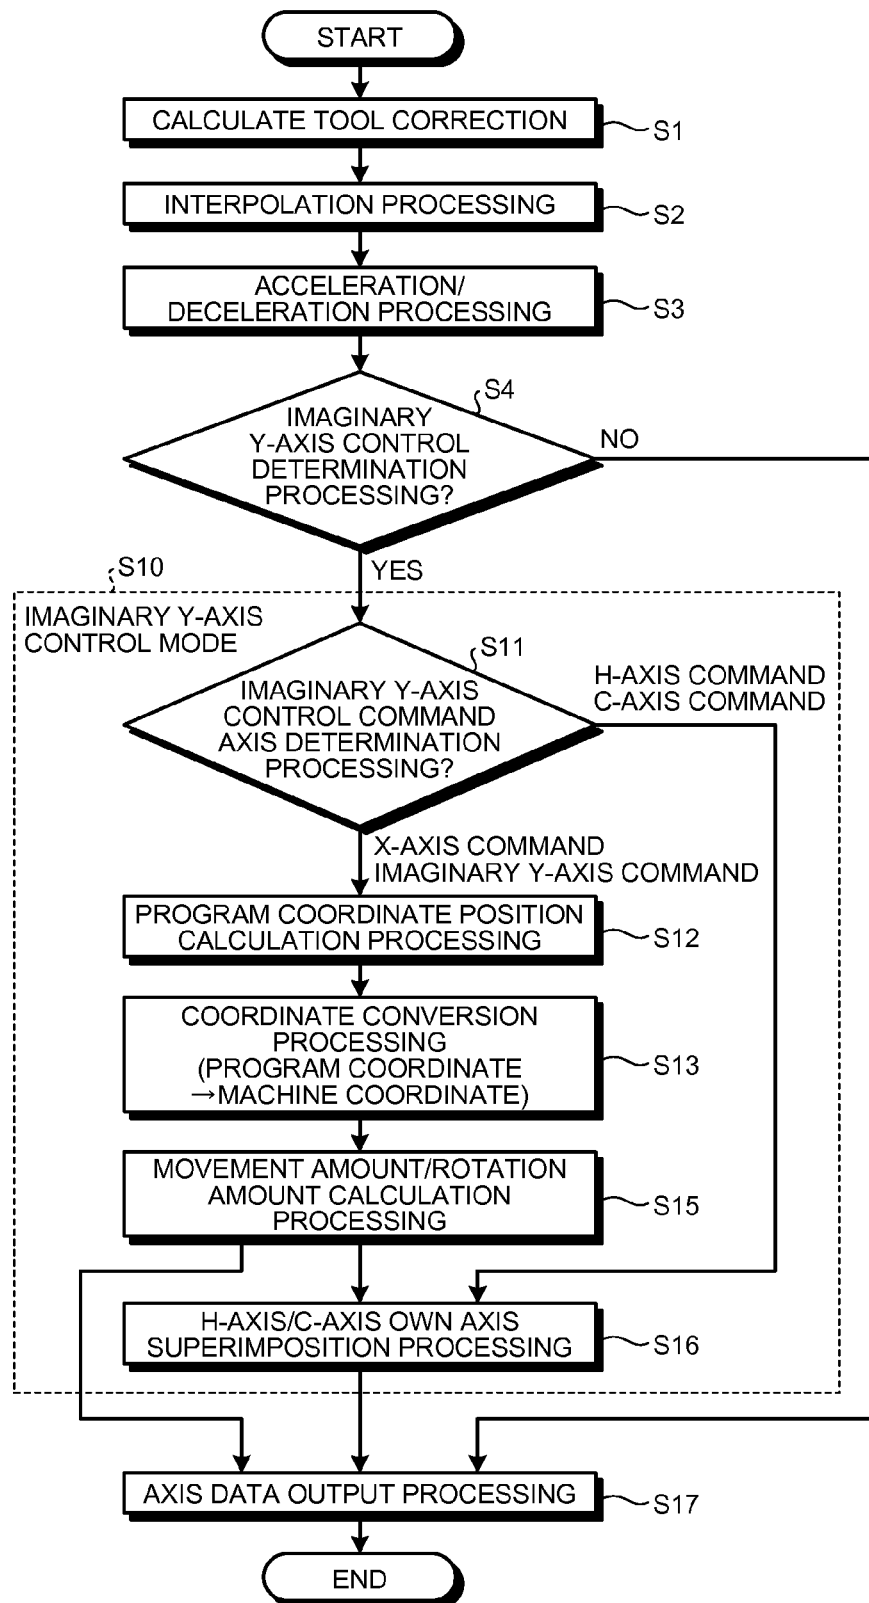 START
CALCULATE TOOL CORRECTION
S1
INTERPOLATION PROCESSING
S2
ACCELERATION/
DECELERATION PROCESSING
S3
S4
IMAGINARY
Y-AXIS CONTROL
DETERMINATION
PROCESSING?
NO
YES
S10
IMAGINARY Y-AXIS
CONTROL MODE
S11
IMAGINARY Y-AXIS
CONTROL COMMAND
AXIS DETERMINATION
PROCESSING?
H-AXIS COMMAND
C-AXIS COMMAND
X-AXIS COMMAND
IMAGINARY Y-AXIS COMMAND
PROGRAM COORDINATE POSITION
CALCULATION PROCESSING
S12
COORDINATE CONVERSION
PROCESSING
(PROGRAM COORDINATE
→MACHINE COORDINATE)
S13
MOVEMENT AMOUNT/ROTATION
AMOUNT CALCULATION
PROCESSING
S15
H-AXIS/C-AXIS OWN AXIS
SUPERIMPOSITION PROCESSING
S16
AXIS DATA OUTPUT PROCESSING
S17
END